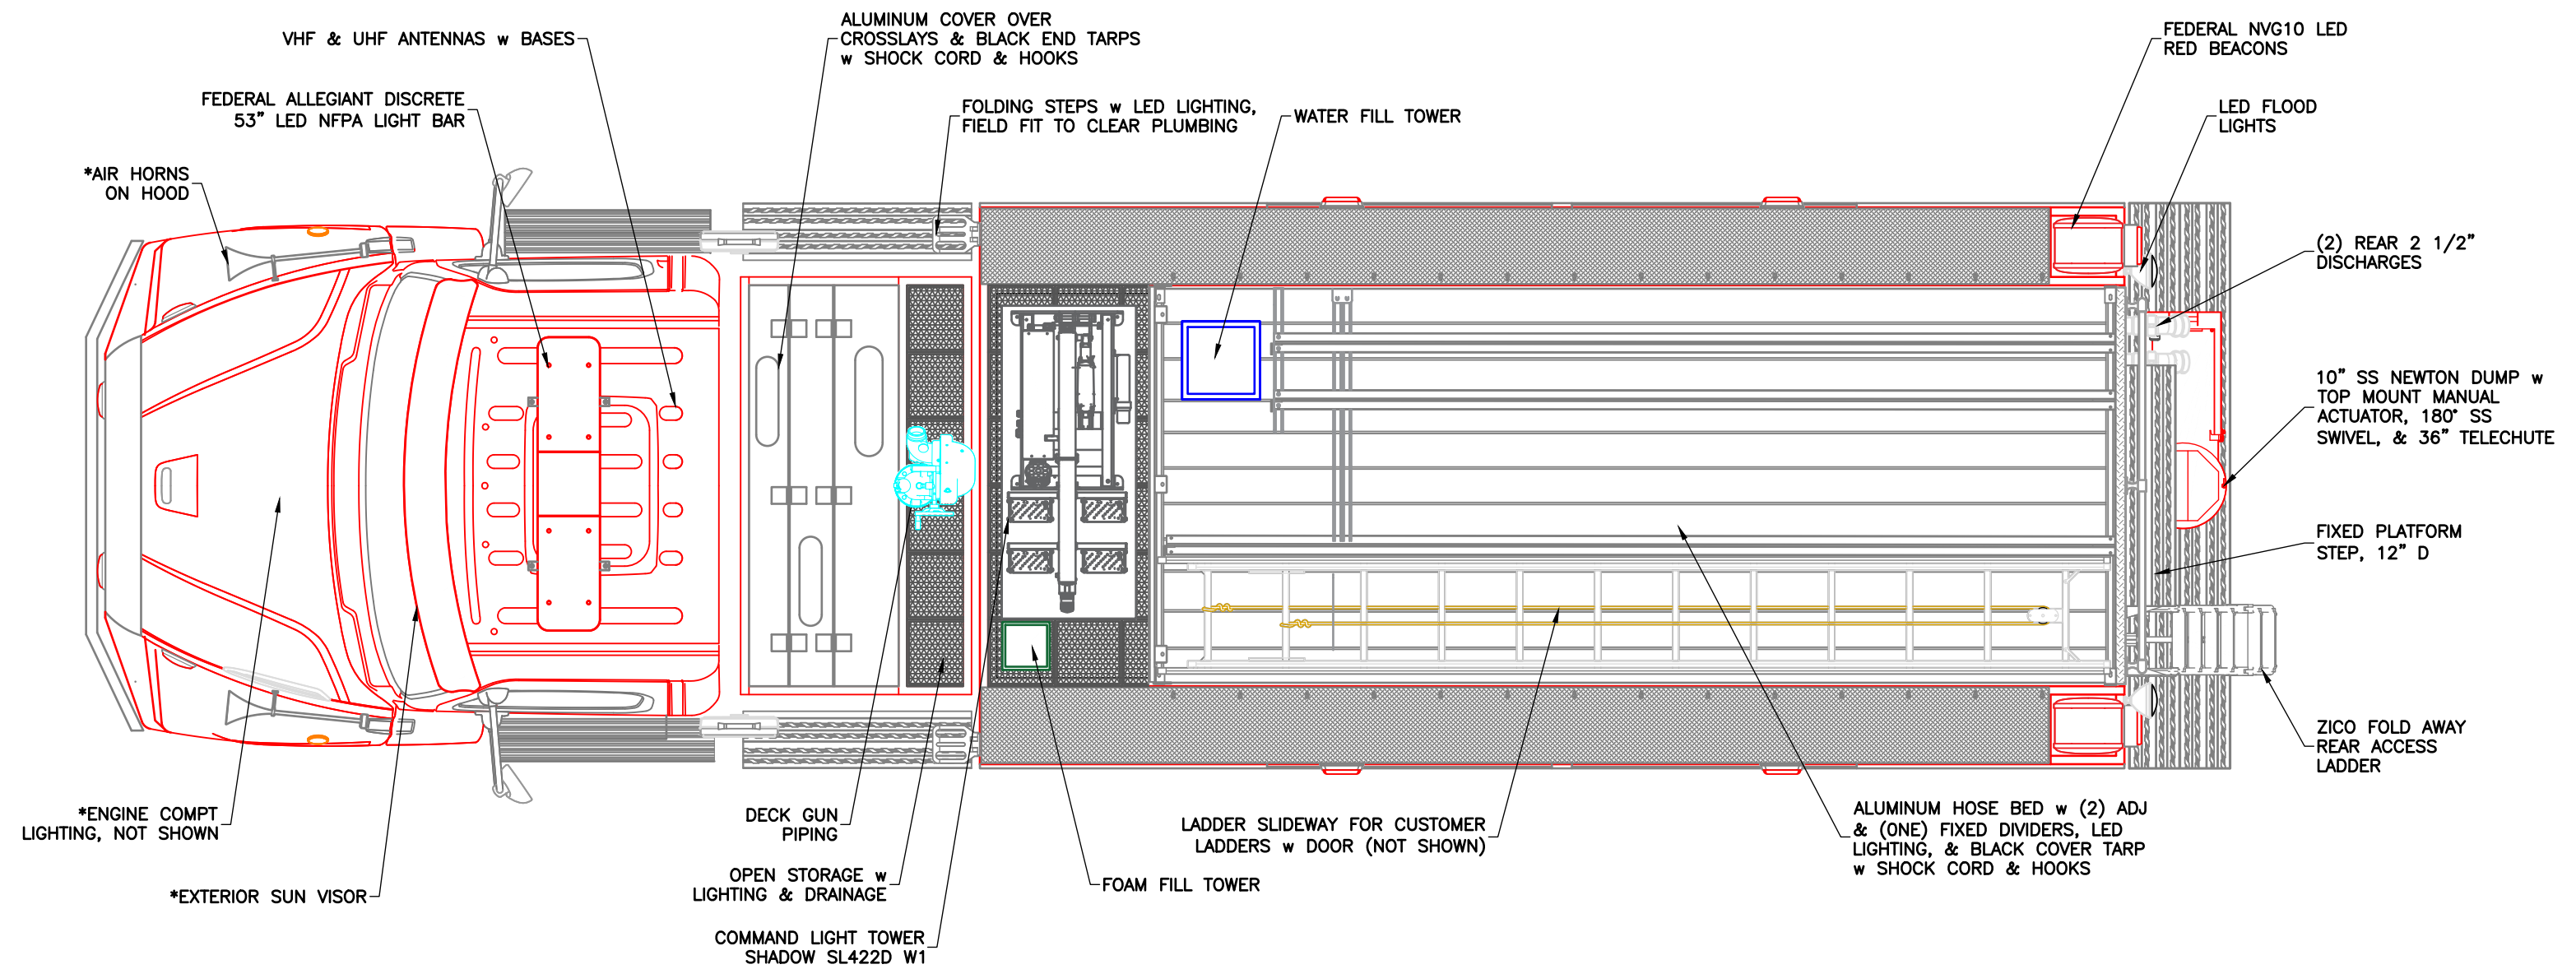 VHF & UHF ANTENNAS w BASES
FEDERAL ALLEGIANT DISCRETE
53" LED NFPA LIGHT BAR
*AIR HORNS
ON HOOD
ALUMINUM COVER OVER
CROSSLAYS & BLACK END TARPS
w SHOCK CORD & HOOKS
FOLDING STEPS w LED LIGHTING,
FIELD FIT TO CLEAR PLUMBING
WATER FILL TOWER
FEDERAL NVG10 LED
RED BEACONS
LED FLOOD
LIGHTS
(2) REAR 2 1/2"
DISCHARGES
10" SS NEWTON DUMP w
TOP MOUNT MANUAL
ACTUATOR, 180° SS
SWIVEL, & 36" TELECHUTE
FIXED PLATFORM
STEP, 12" D
ZICO FOLD AWAY
REAR ACCESS
LADDER
*ENGINE COMPT
LIGHTING, NOT SHOWN
*EXTERIOR SUN VISOR
DECK GUN
PIPING
OPEN STORAGE w
LIGHTING & DRAINAGE
COMMAND LIGHT TOWER
SHADOW SL422D W1
FOAM FILL TOWER
LADDER SLIDEWAY FOR CUSTOMER
LADDERS w DOOR (NOT SHOWN)
ALUMINUM HOSE BED w (2) ADJ
& (ONE) FIXED DIVIDERS, LED
LIGHTING, & BLACK COVER TARP
w SHOCK CORD & HOOKS